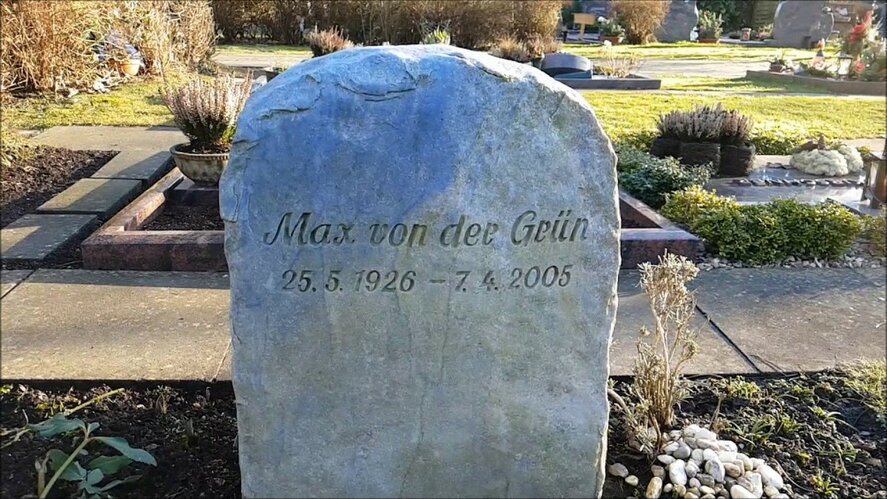 Max von der Grün
25. 5. 1926 – 7. 4. 2005